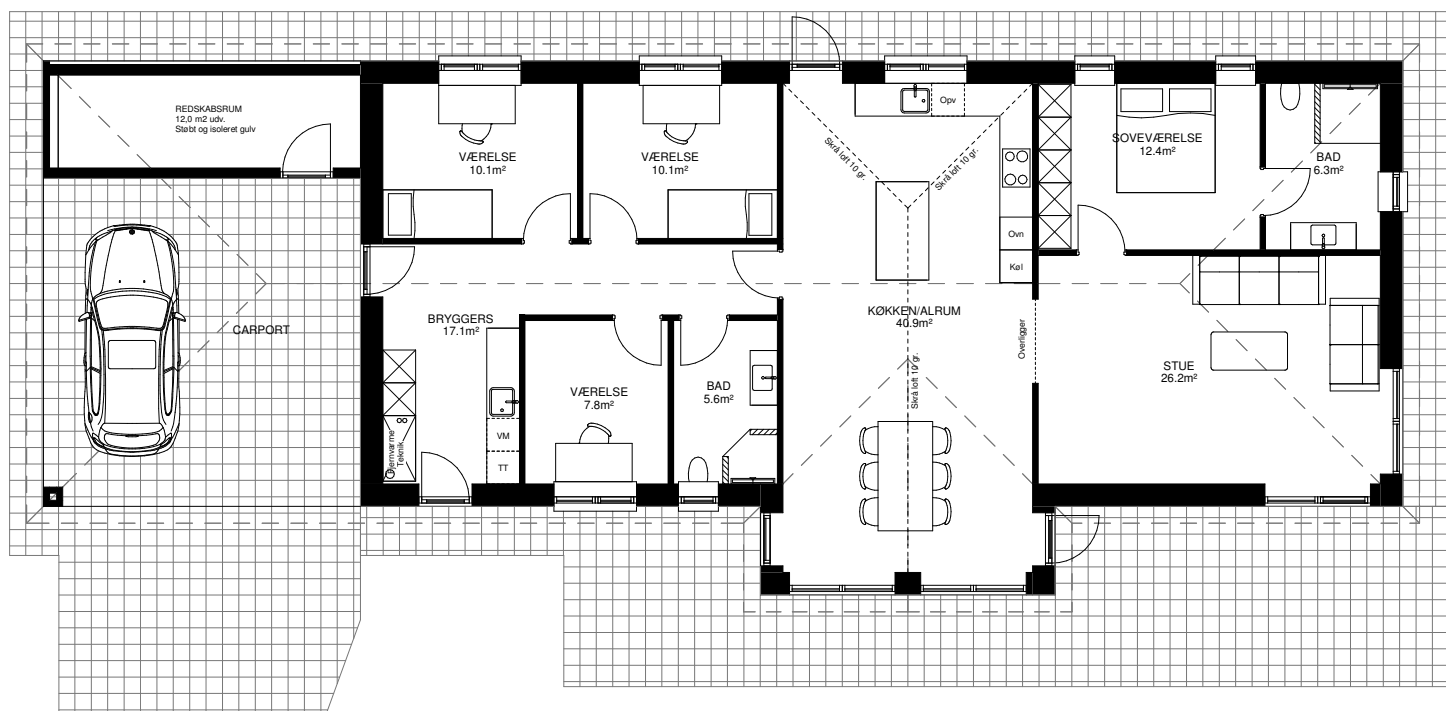 REDSKABSRUM
12,0 m2 udv.
Støbt og isoleret gulv
VÆRELSE
10.1m²
VÆRELSE
10.1m²
Opv
Skrå loft 10 gr.
Skrå loft 10 gr.
SOVEVÆRELSE
12.4m²
BAD
6.3m²
Ovn
Køl
CARPORT
BRYGGERS
17.1m²
KØKKEN/ALRUM
40.9m²
Overligger
Skrå loft 10 gr.
STUE
26.2m²
VÆRELSE
7.8m²
BAD
5.6m²
Fjernvarme
Teknik
VM
TT